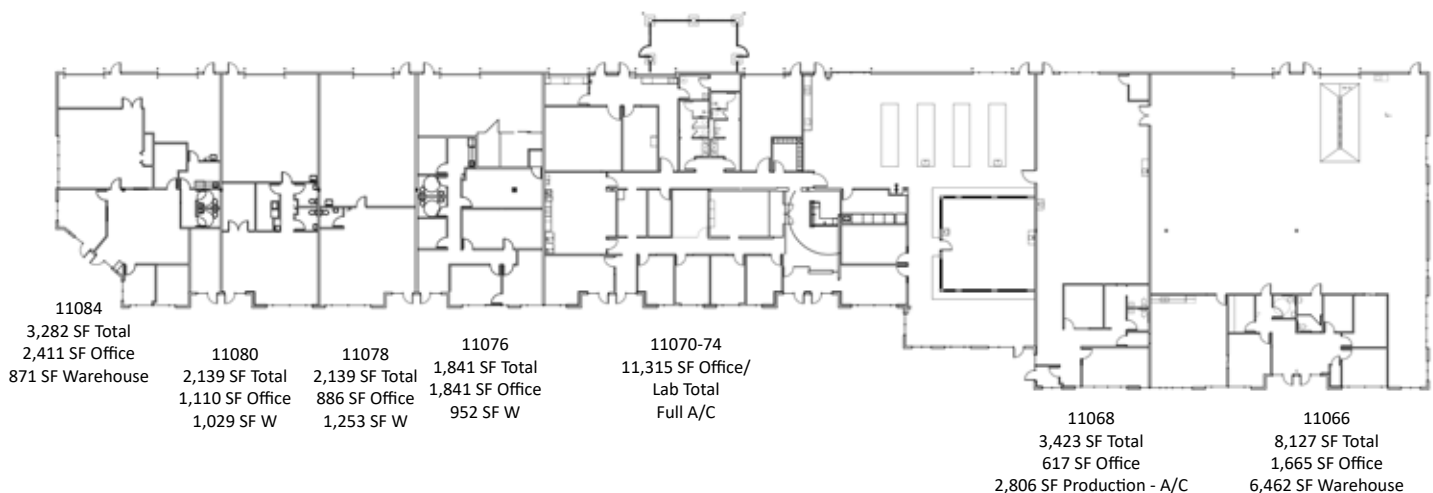 11084
3,282 SF Total
2,411 SF Office
871 SF Warehouse
11080
2,139 SF Total
1,110 SF Office
1,029 SF W
11078
2,139 SF Total
886 SF Office
1,253 SF W
11076
1,841 SF Total
1,841 SF Office
952 SF W
11070-74
11,315 SF Office/
Lab Total
Full A/C
11068
3,423 SF Total
617 SF Office
2,806 SF Production - A/C
11066
8,127 SF Total
1,665 SF Office
6,462 SF Warehouse